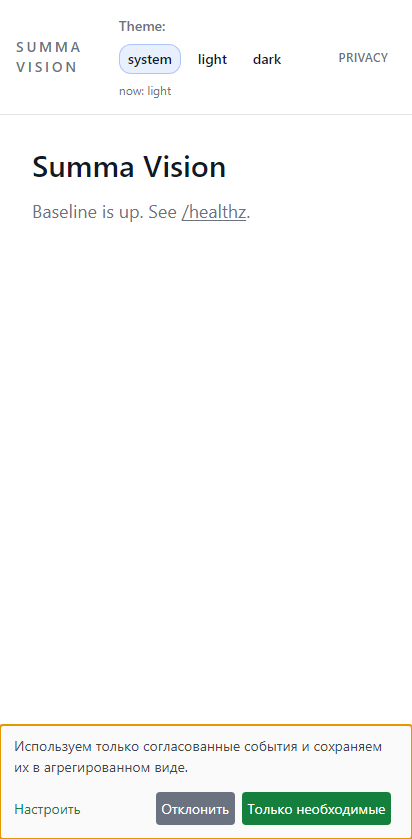 SUMMA
VISION
Theme:
system light dark
now: light
PRIVACY
Summa Vision
Baseline is up. See /healthz.
Используем только согласованные события и сохраняем
их в агрегированном виде.
Настроить Отклонить Только необходимые